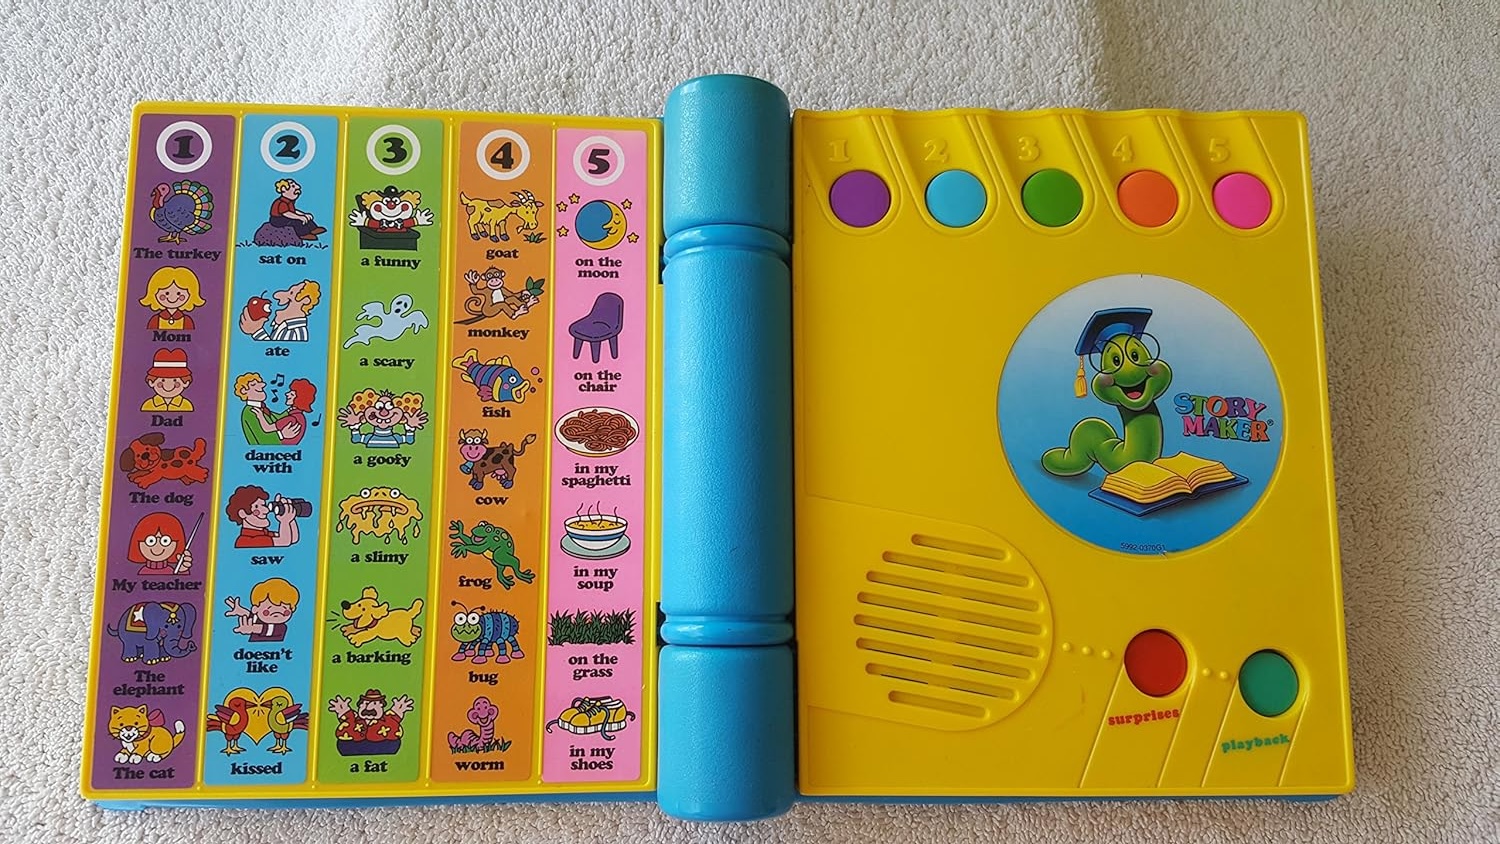 1
The turkey
Mom
Dad
The dog
My teacher
The
elephant
The cat
2
sat on
ate
danced
with
saw
doesn't
like
kissed
3
a funny
a scary
a goofy
a slimy
a barking
a fat
4
goat
monkey
fish
cow
frog
bug
worm
5
on the
moon
on the
chair
in my
spaghetti
in my
soup
on the
grass
in my
shoes
1 2 3 4 5
STORY
MAKER®
5992-0370G1
surprises
playback